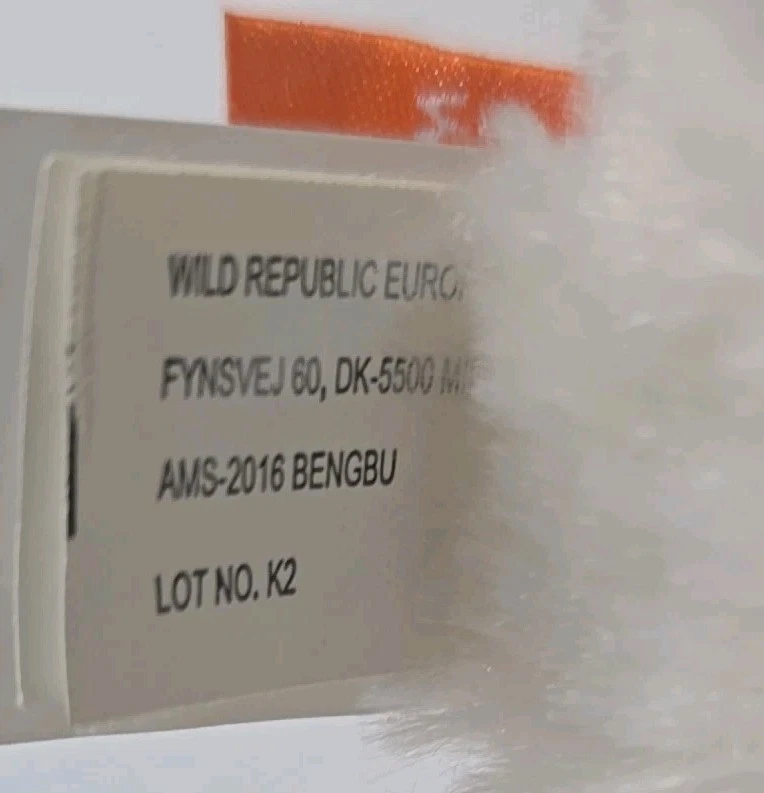 WILD REPUBLIC
FYNSVEJ 60, DK-5500
AMS-2016 BENGBU
LOT NO. K2